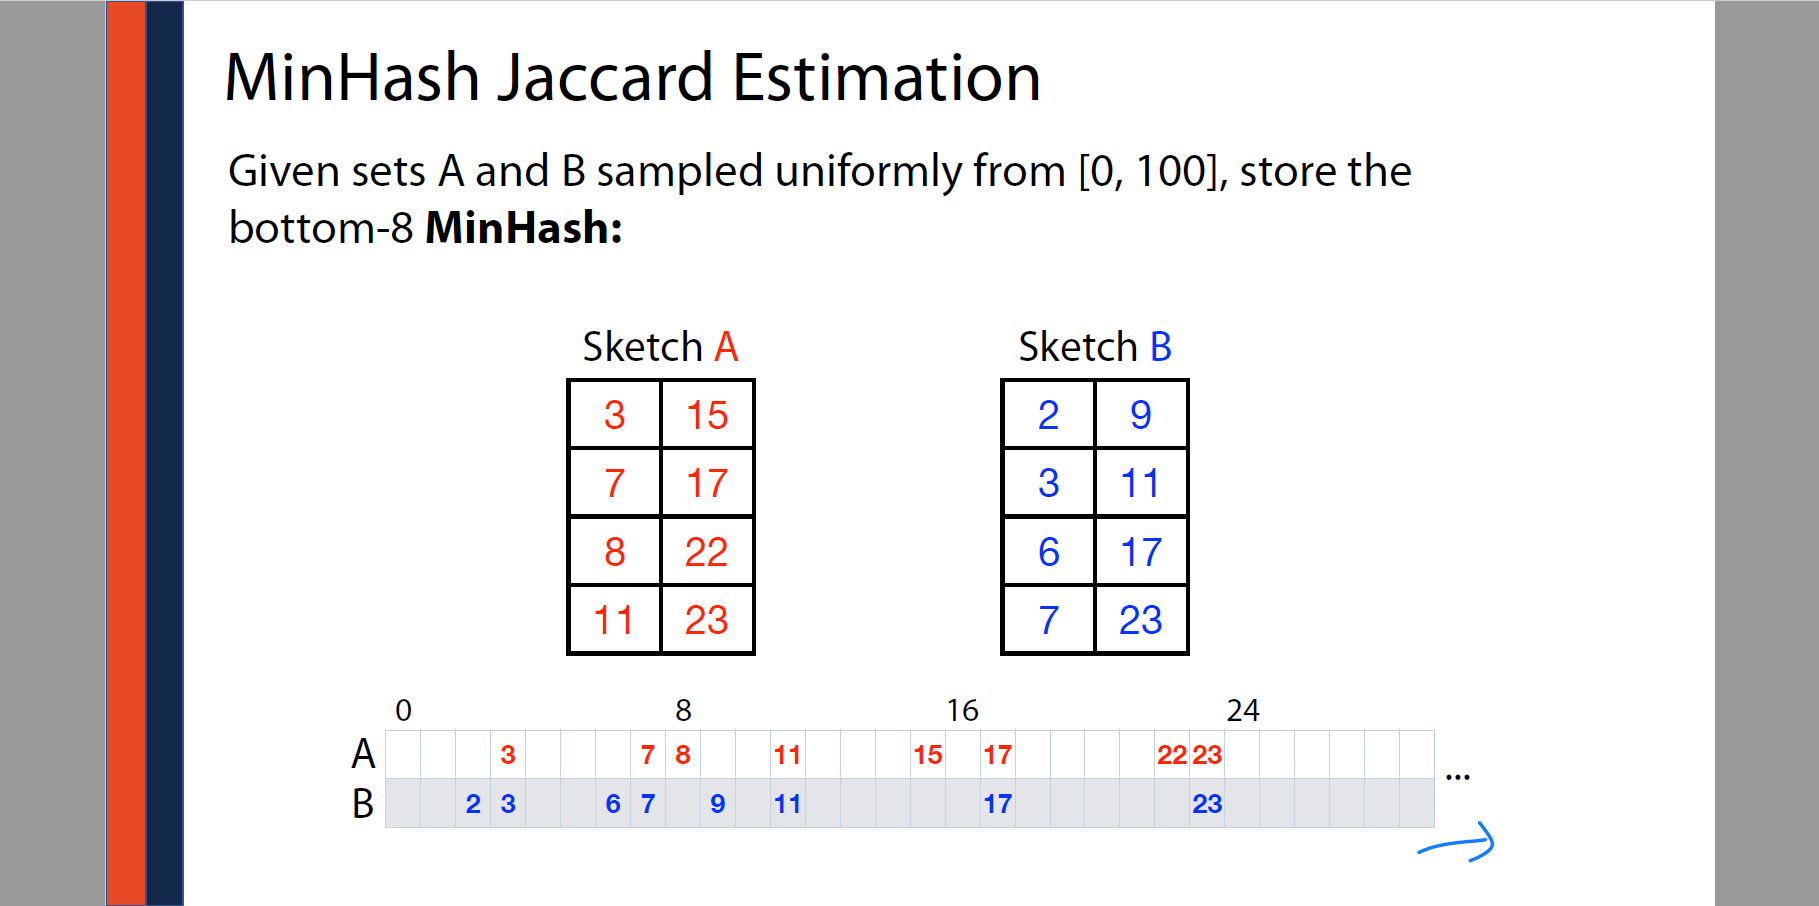 MinHash Jaccard Estimation
Given sets A and B sampled uniformly from [0, 100], store the
bottom-8 MinHash:
Sketch A
3 15
7 17
8 22
11 23
Sketch B
2 9
3 11
6 17
7 23
0 8 16 24
A 3 7 8 11 15 17 22 23
B 2 3 6 7 9 11 17 23
...